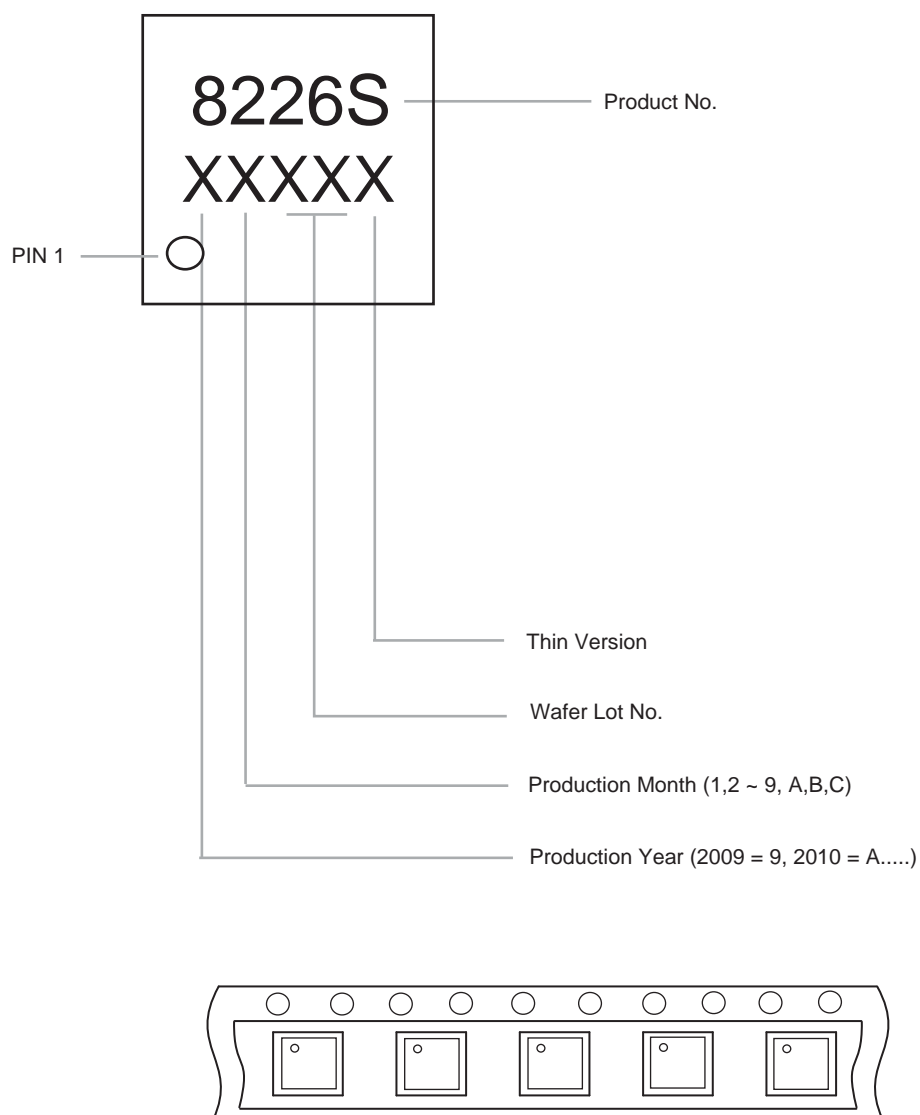 8226S
Product No.
XXXXX
PIN 1
Thin Version
Wafer Lot No.
Production Month (1,2 ~ 9, A,B,C)
Production Year (2009 = 9, 2010 = A.....)